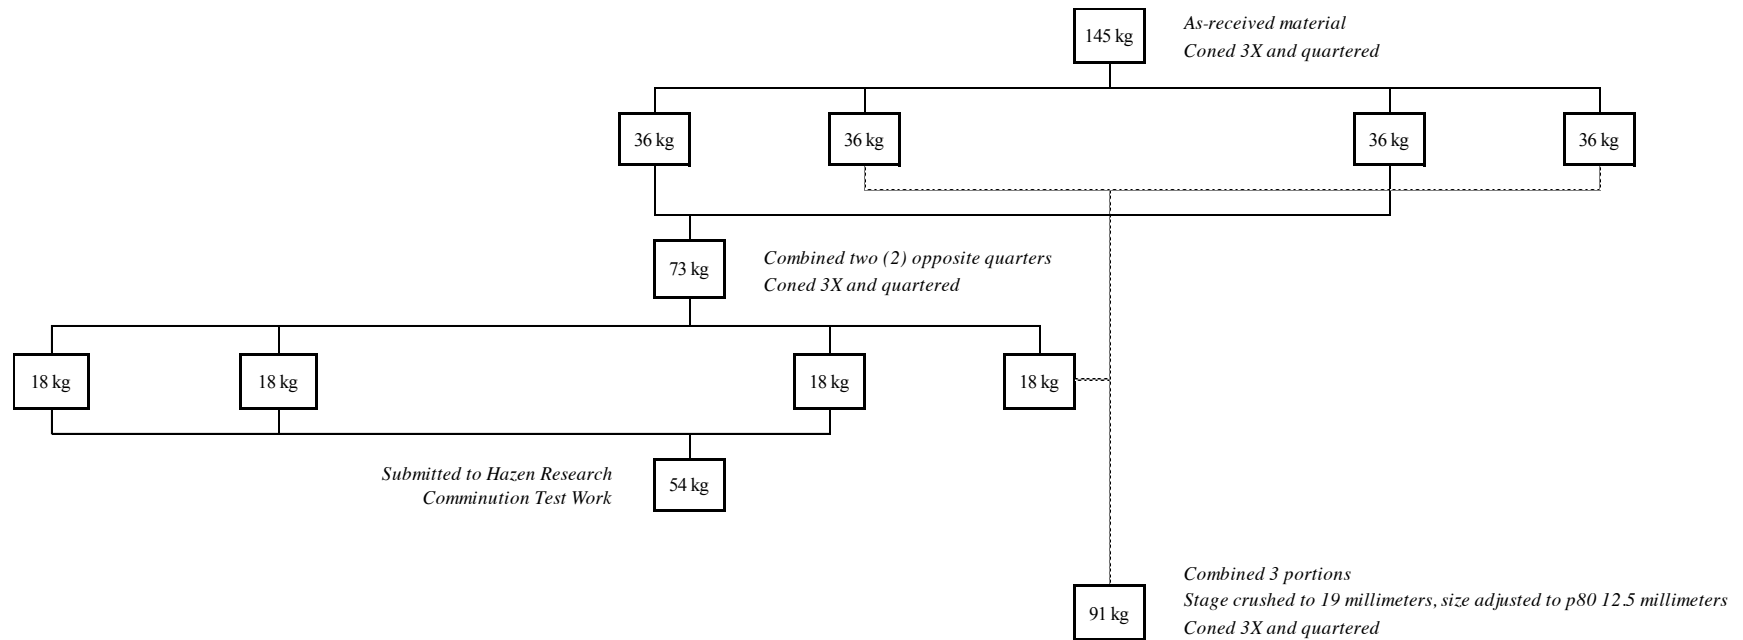 145 kg
As-received material
Coned 3X and quartered
36 kg
36 kg
36 kg
36 kg
73 kg
Combined two (2) opposite quarters
Coned 3X and quartered
18 kg
18 kg
18 kg
18 kg
Submitted to Hazen Research
Comminution Test Work
54 kg
91 kg
Combined 3 portions
Stage crushed to 19 millimeters, size adjusted to p80 12.5 millimeters
Coned 3X and quartered